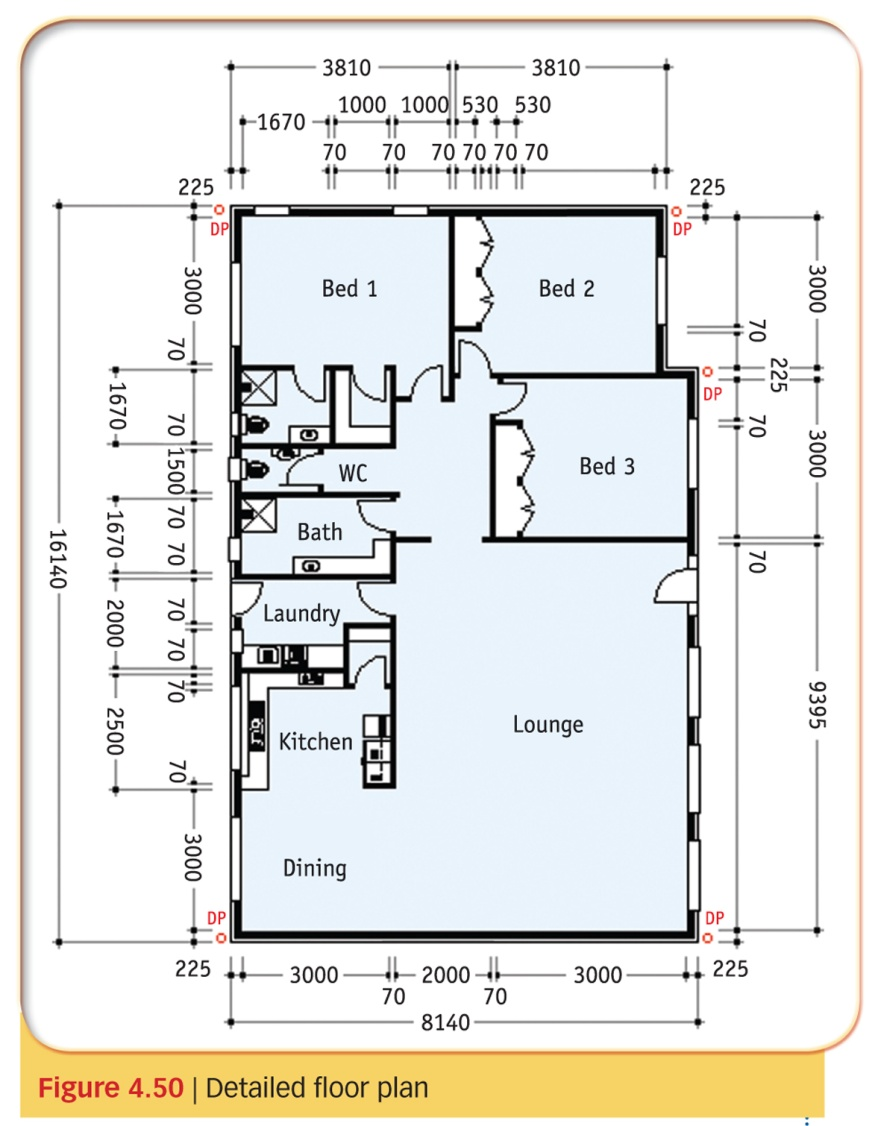 3810 3810
1000 1000 530 530
1670
70 70 70 70 70 70
225 225
DP DP
3000 Bed 1 Bed 2 3000
70
70 225
DP
1670
70 70
1500 WC Bed 3 3000
70
1670 Bath
70 70
16140
2000 70 Laundry
70
70
2500 Kitchen Lounge 9395
70
3000 Dining
DP DP
225 3000 2000 3000 225
70 70
8140
Figure 4.50 | Detailed floor plan